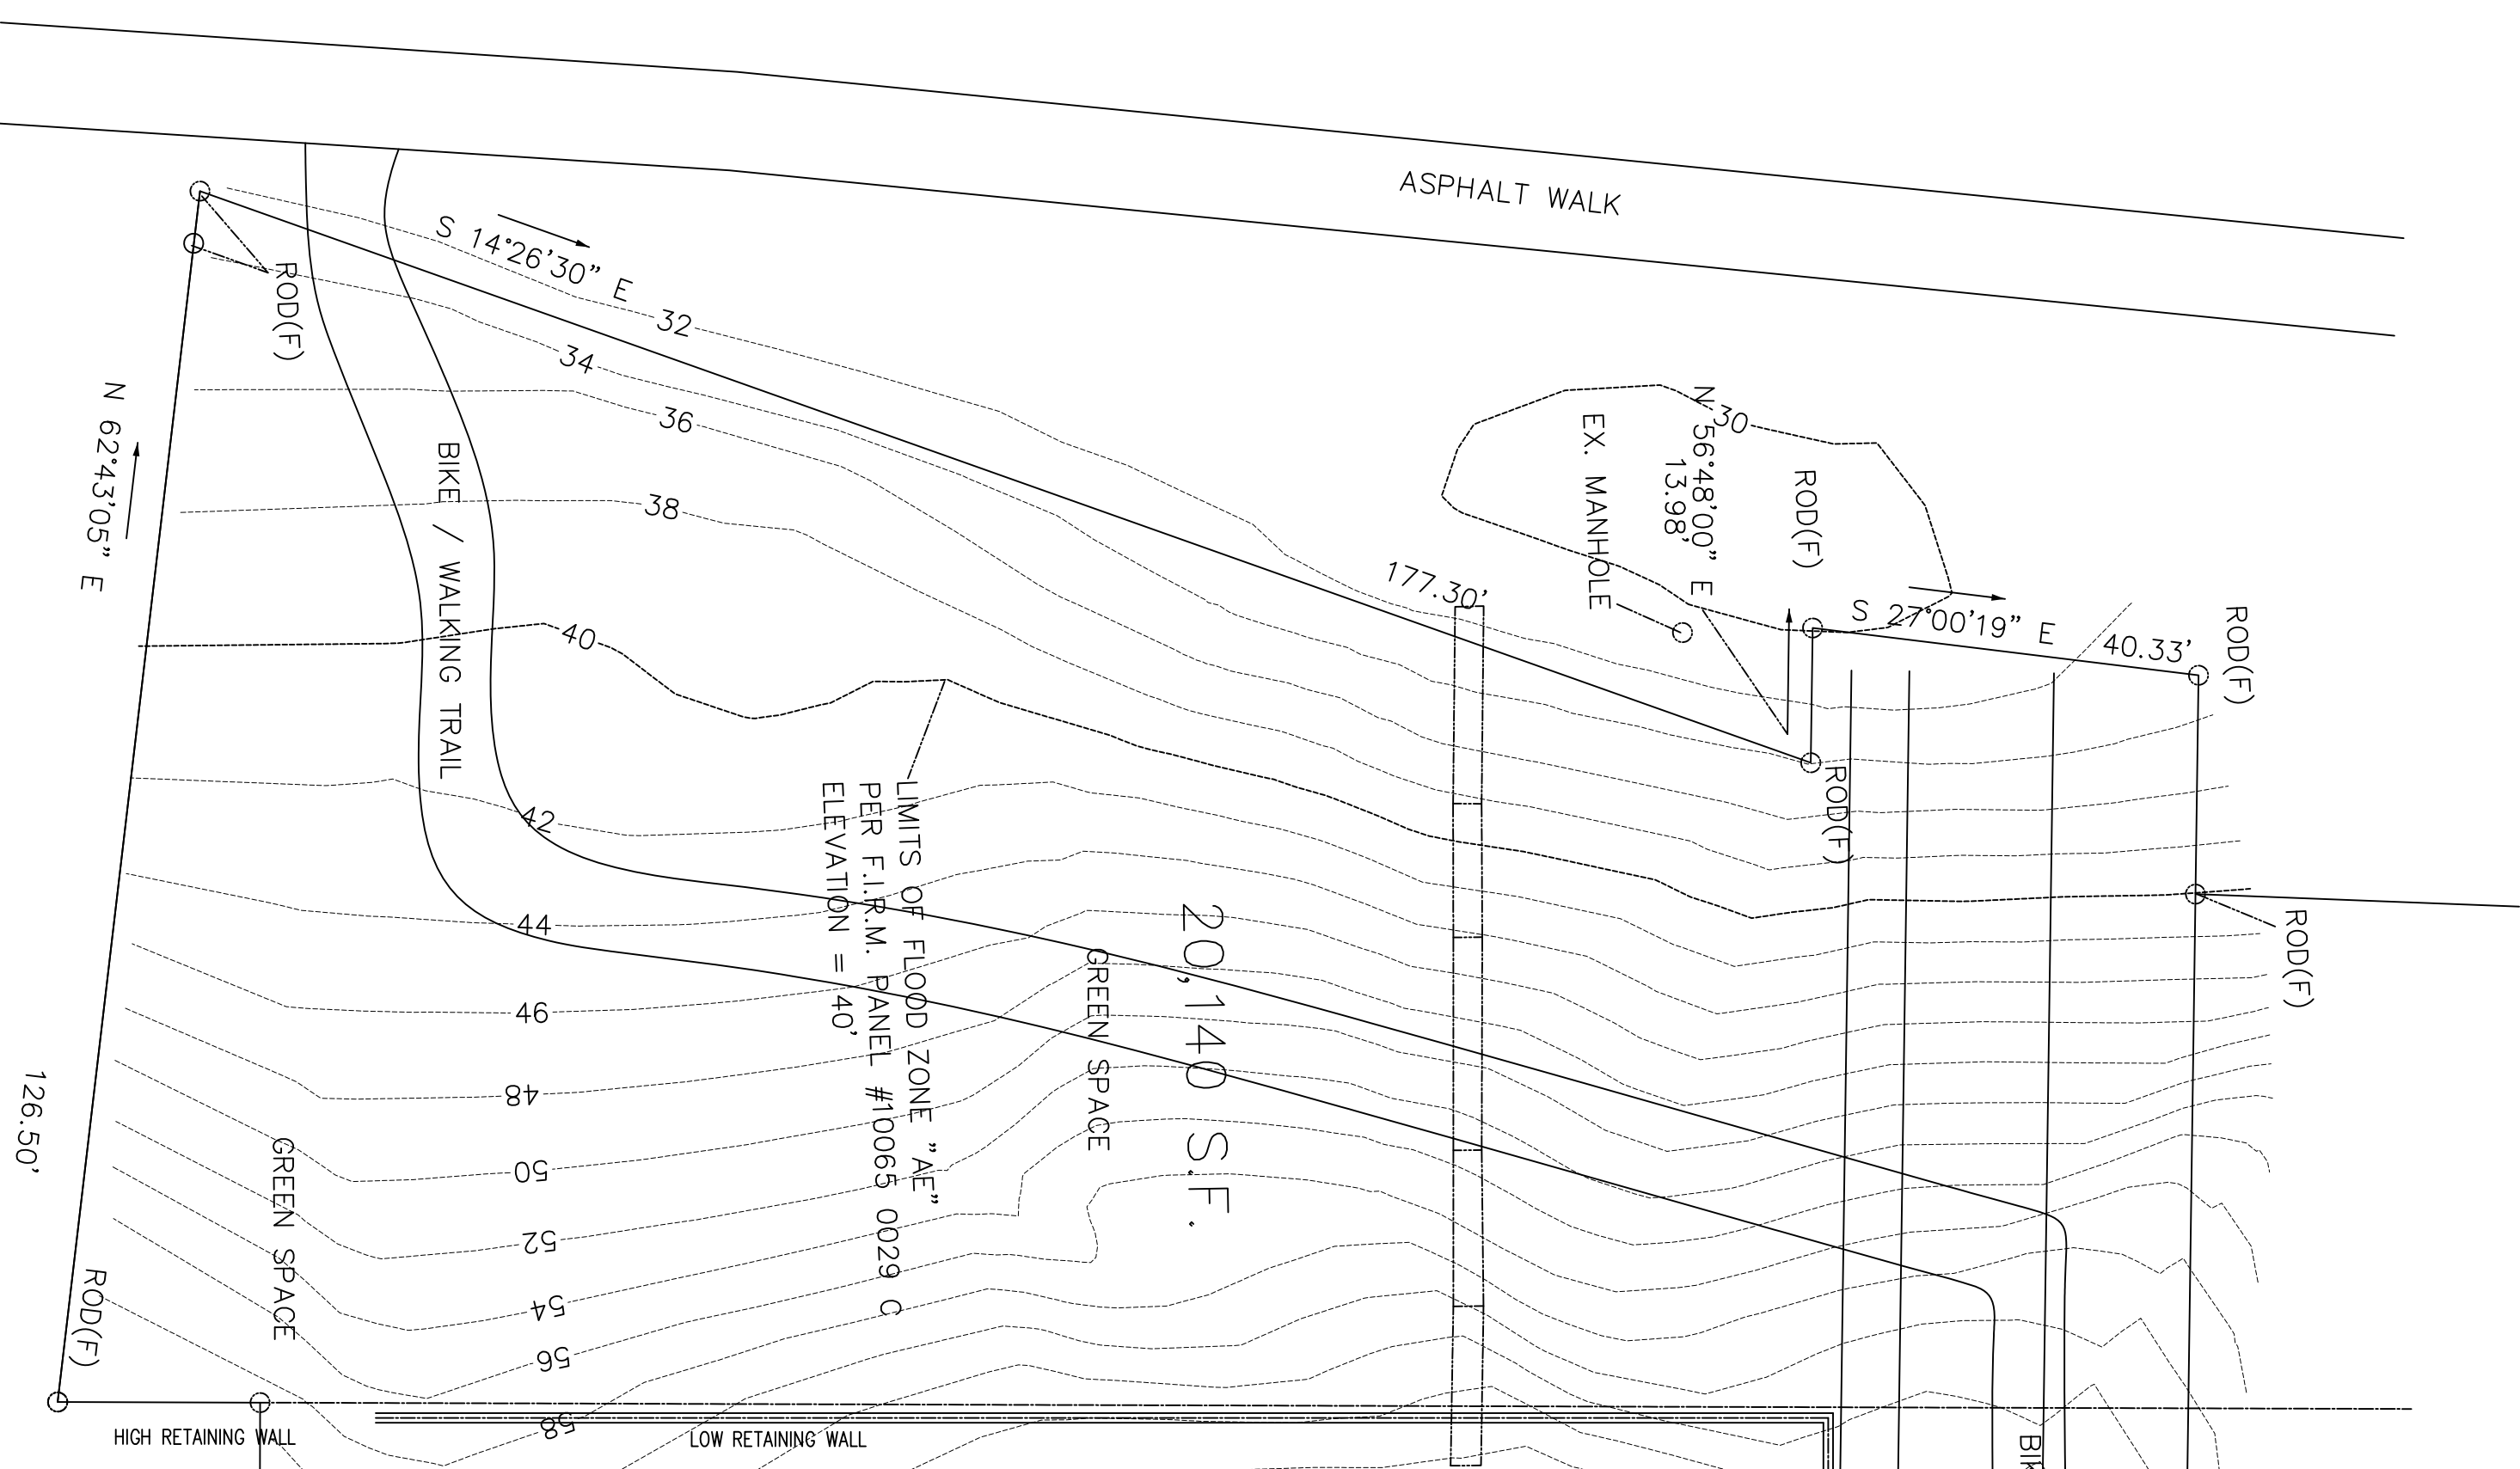 ASPHALT WALK
S 14°26'30" E
ROD(F)
32
34
36
38
N 62°43'05" E
BIKE / WALKING TRAIL
30
N 56°48'00" E
13.98'
EX. MANHOLE
ROD(F)
177.30'
S 27°00'19" E
40.33'
ROD(F)
40
ROD(F)
42
LIMITS OF FLOOD ZONE "AE"
PER F.I.R.M. PANEL #10065 0029 C
ELEVATION = 40'
44
46
48
50
52
54
56
58
GREEN SPACE
20,140 S.F.
ROD(F)
126.50'
GREEN SPACE
ROD(F)
HIGH RETAINING WALL
LOW RETAINING WALL